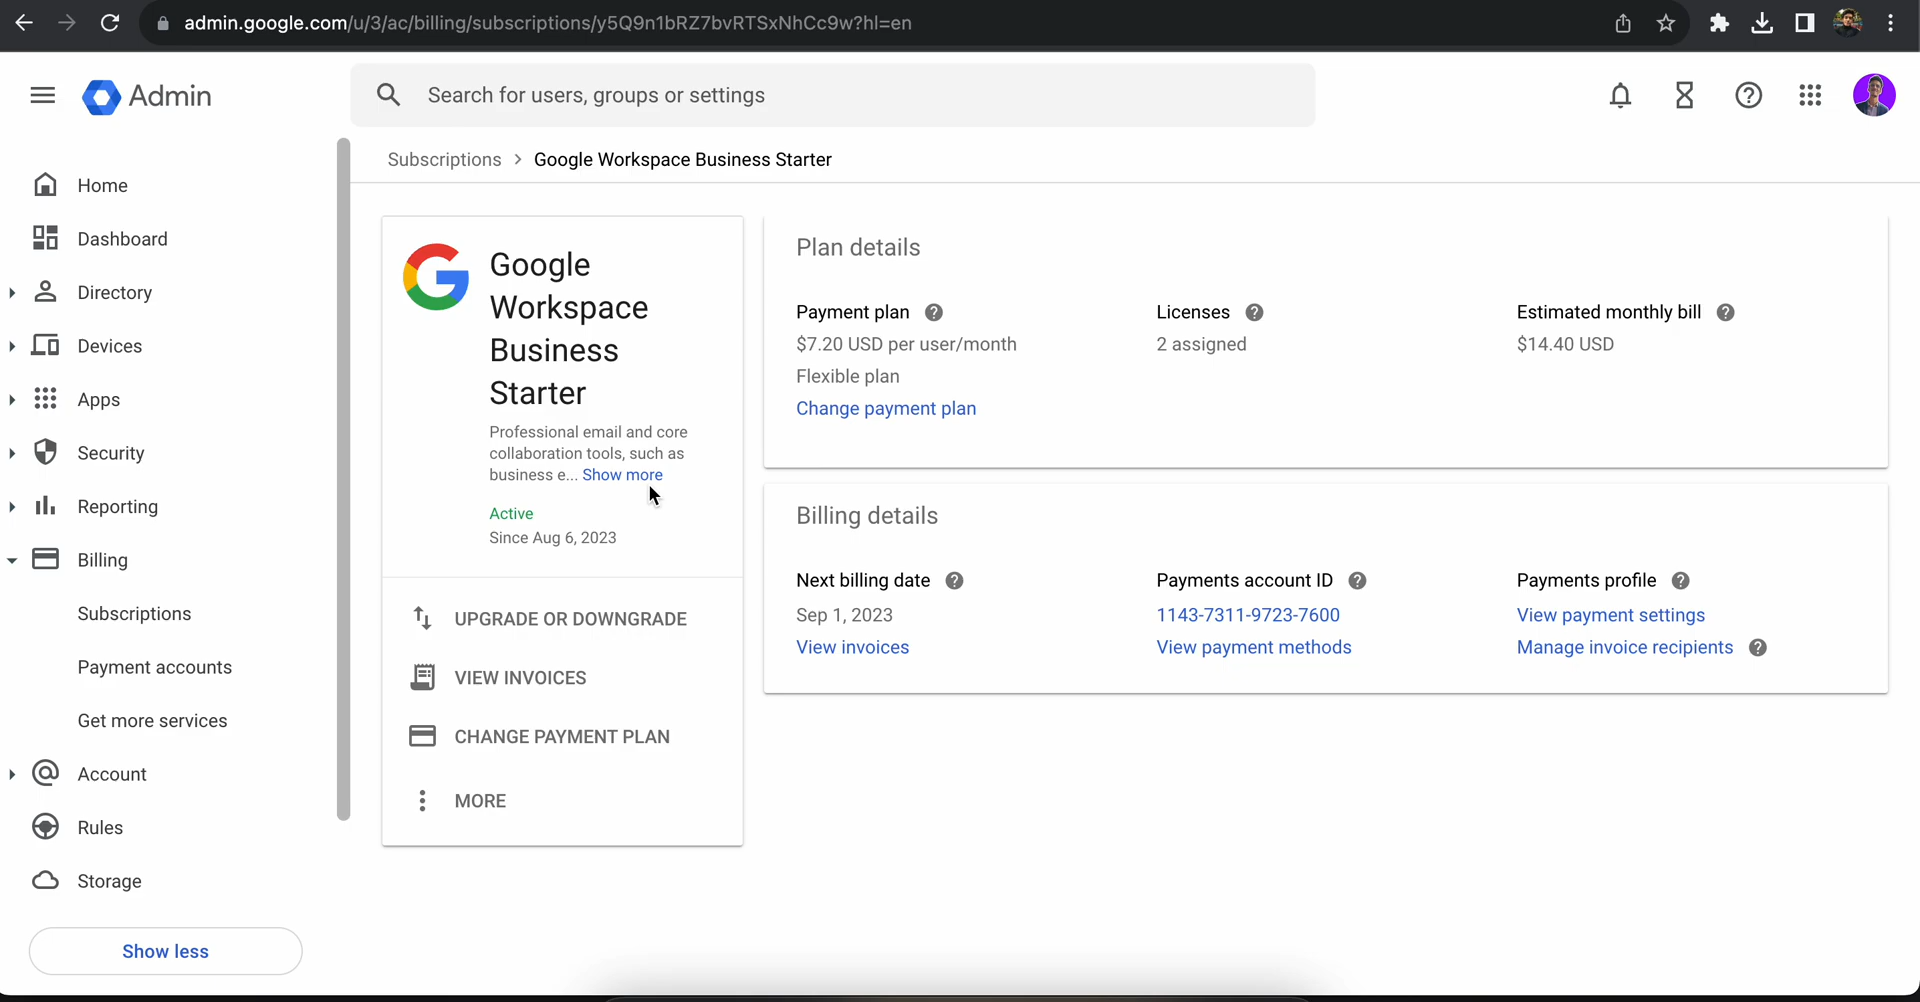 admin.google.com/u/3/ac/billing/subscriptions/y5Q9n1bRZ7bvRTSxNhCc9w?hl=en
Admin
Search for users, groups or settings
Subscriptions > Google Workspace Business Starter
Home
Dashboard
Directory
Devices
Apps
Security
Reporting
Billing
Subscriptions
Payment accounts
Get more services
Account
Rules
Storage
Show less
Google
Workspace
Business
Starter
Professional email and core
collaboration tools, such as
business e... Show more
Active
Since Aug 6, 2023
UPGRADE OR DOWNGRADE
VIEW INVOICES
CHANGE PAYMENT PLAN
MORE
Plan details
Payment plan
$7.20 USD per user/month
Flexible plan
Change payment plan
Licenses
2 assigned
Estimated monthly bill
$14.40 USD
Billing details
Next billing date
Sep 1, 2023
View invoices
Payments account ID
1143-7311-9723-7600
View payment methods
Payments profile
View payment settings
Manage invoice recipients